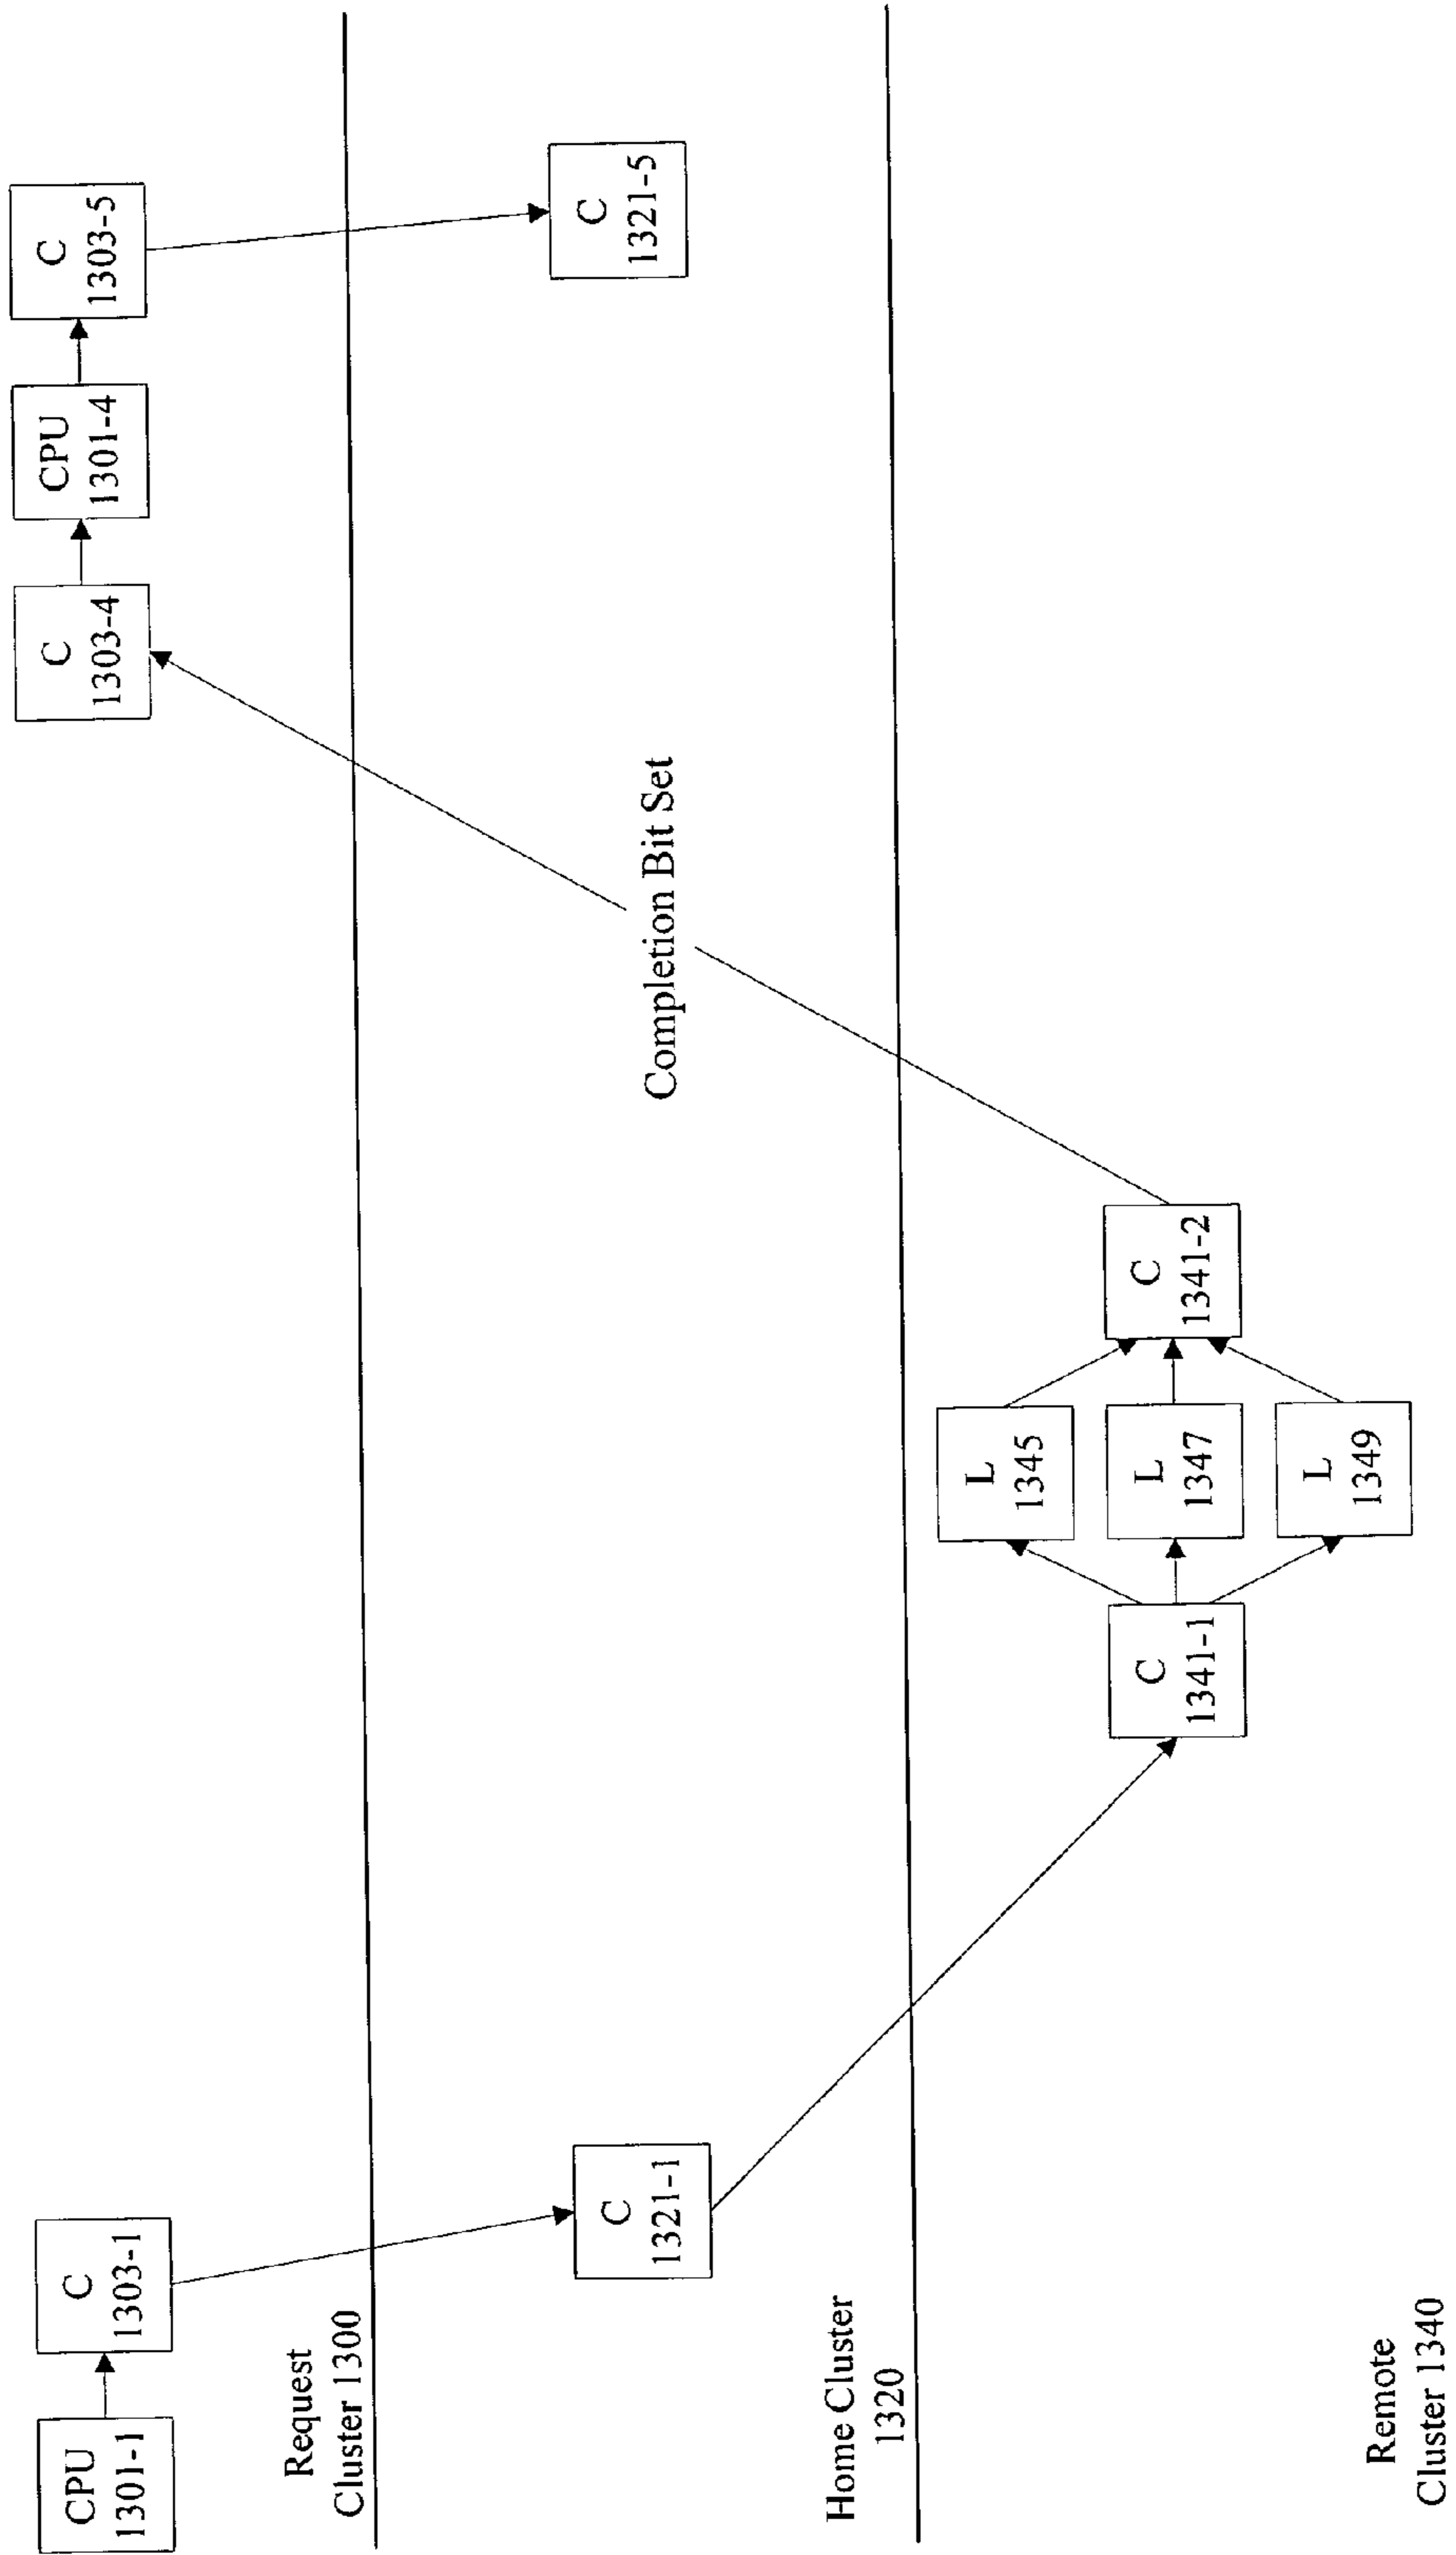 CPU
1301-1
C
1303-1
C
1303-4
CPU
1301-4
C
1303-5
Request
Cluster 1300
C
1321-1
Completion Bit Set
C
1321-5
Home Cluster
1320
C
1341-1
L
1345
L
1347
L
1349
C
1341-2
Remote
Cluster 1340